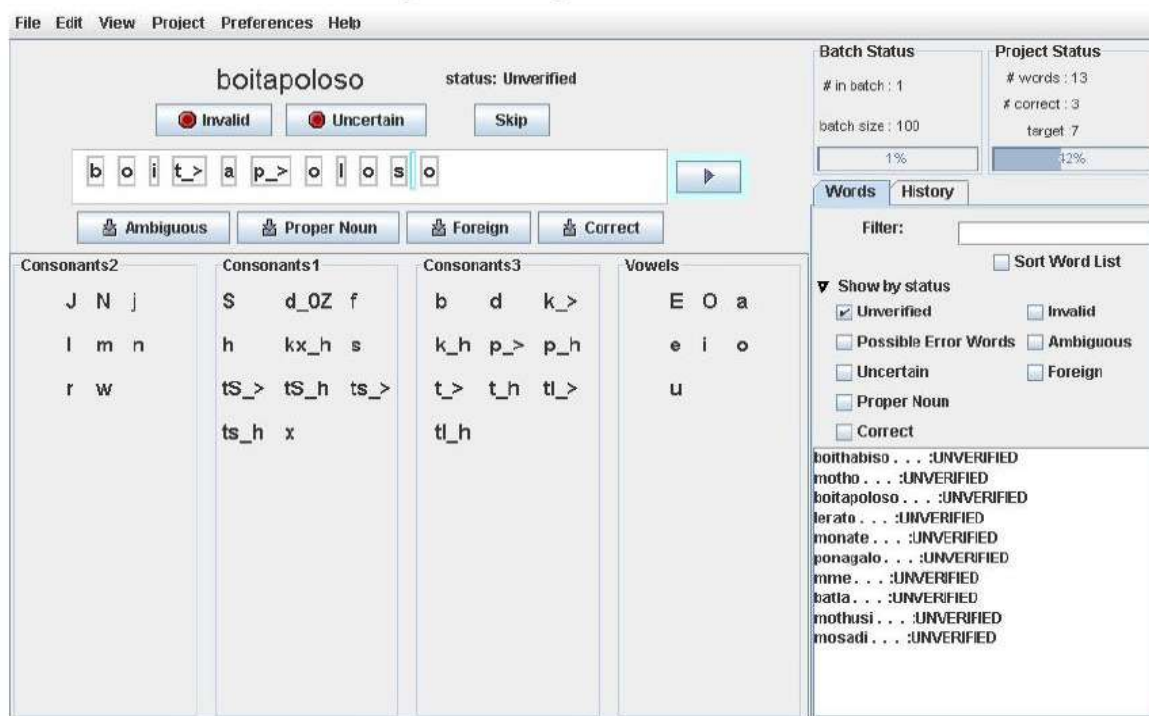 File Edit View Project Preferences Help
boitapoloso status: Unverified
Invalid Uncertain Skip
b o i t_> a p_> o l o s o
Ambiguous Proper Noun Foreign Correct
Consonants2
J N j
l m n
r w
Consonants1
S d_0Z f
h kx_h s
tS_> tS_h ts_>
ts_h x
Consonants3
b d k_>
k_h p_> p_h
t_> t_h tl_>
tl_h
Vowels
E O a
e i o
u
Batch Status
# in batch : 1
batch size : 100
1%
Project Status
# words : 13
# correct : 3
target 7
42%
Words History
Filter:
Sort Word List
Show by status
Unverified Invalid
Possible Error Words Ambiguous
Uncertain Foreign
Proper Noun
Correct
boithabiso . . . :UNVERIFIED
motho . . . :UNVERIFIED
boitapoloso . . . :UNVERIFIED
lerato . . . :UNVERIFIED
monate . . . :UNVERIFIED
ponagalo . . . :UNVERIFIED
mme . . . :UNVERIFIED
batla . . . :UNVERIFIED
mothusi . . . :UNVERIFIED
mosadi . . . :UNVERIFIED